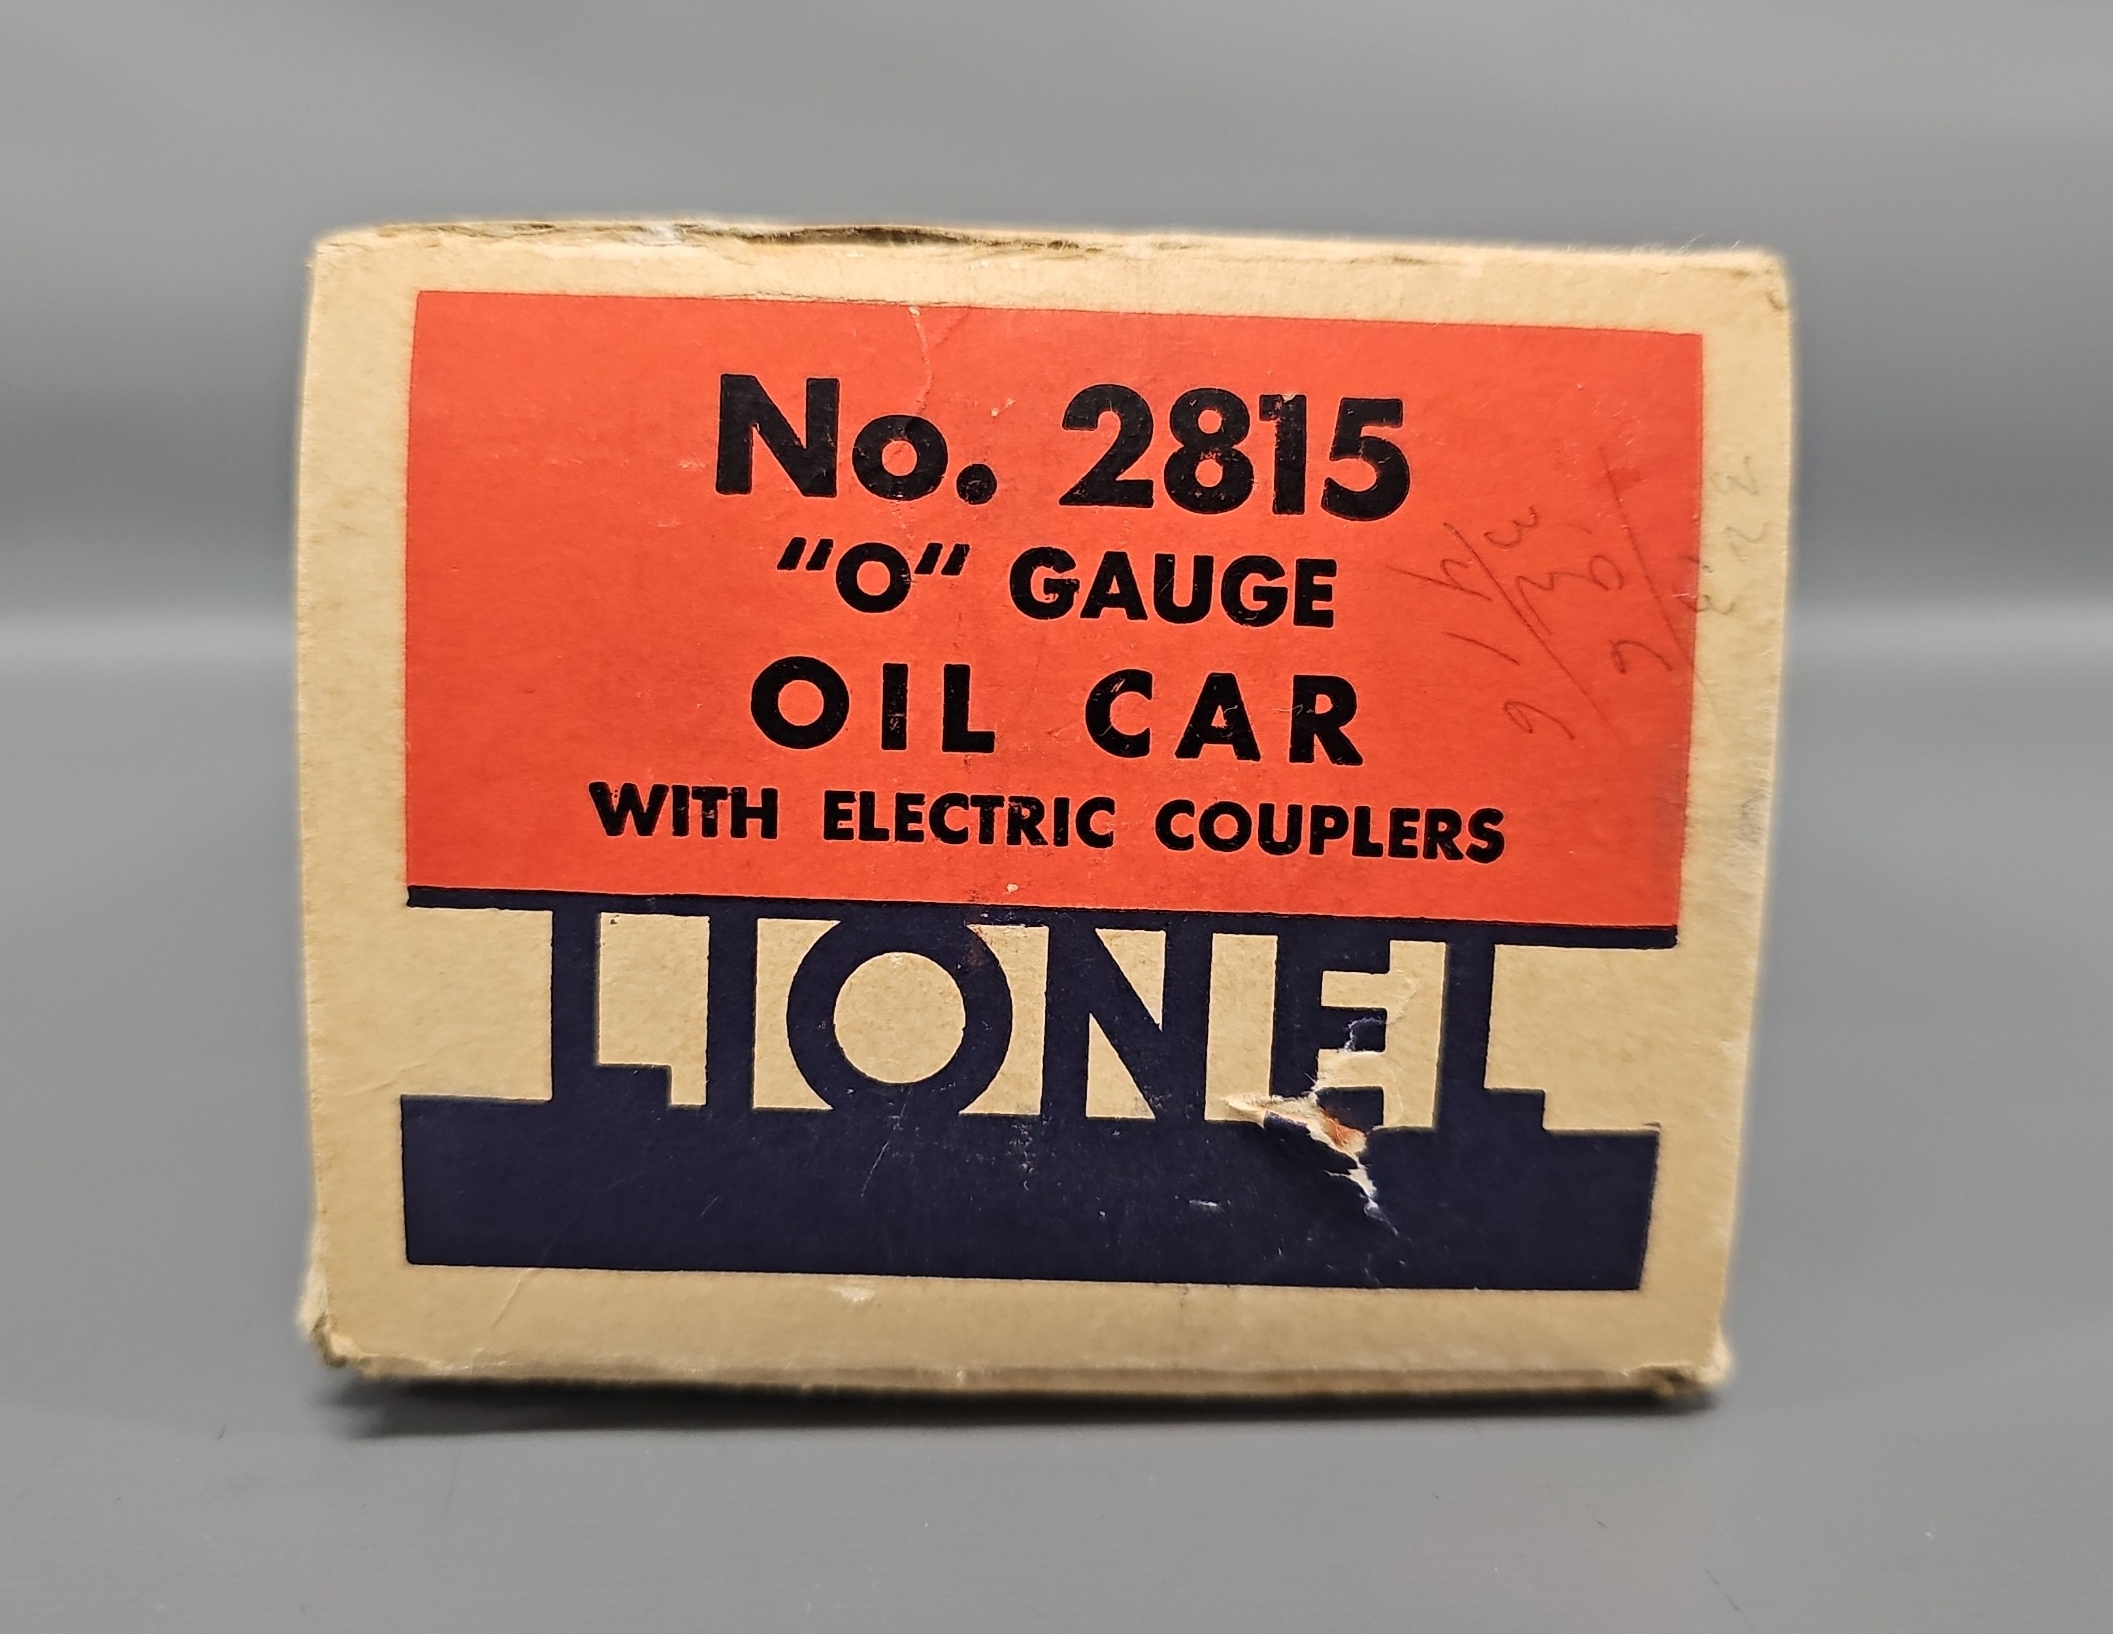 No. 2815
"O" GAUGE
OIL CAR
WITH ELECTRIC COUPLERS
LIONEL